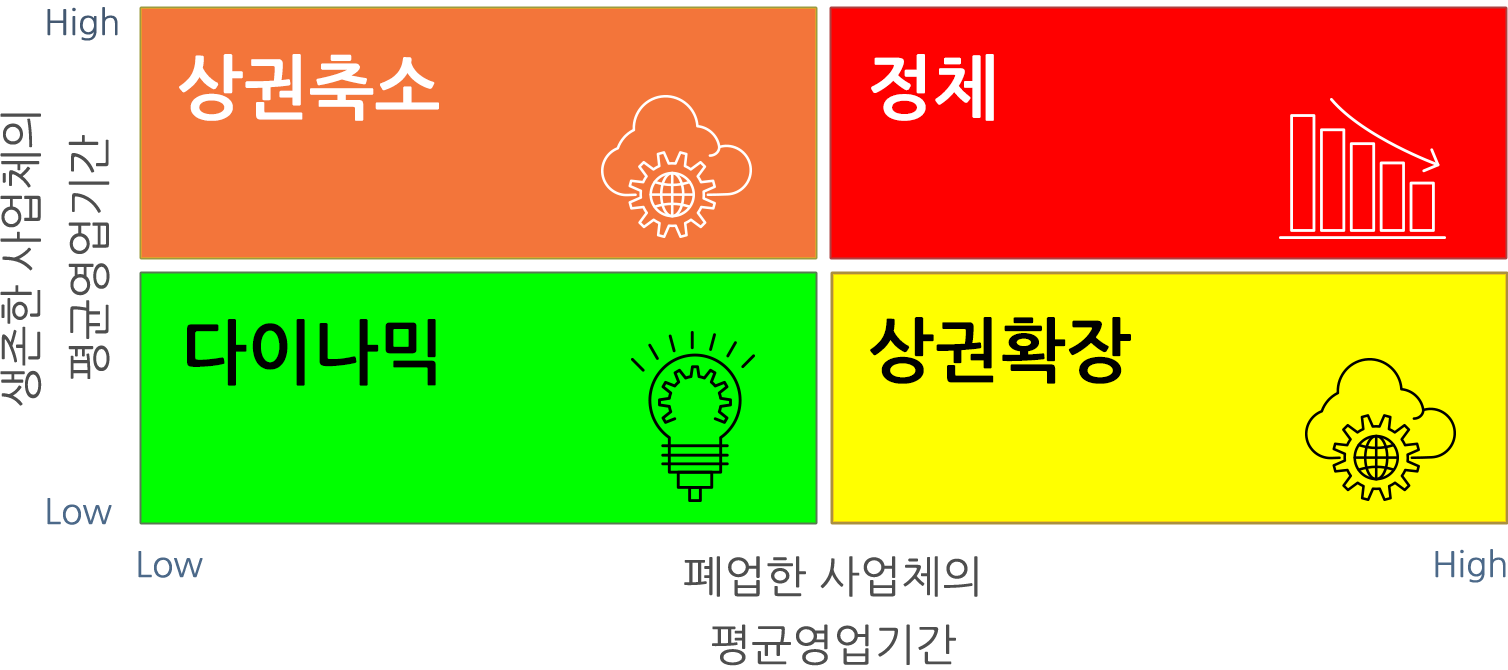 High
상권축소
정체
생존한 사업체의
평균영업기간
다이나믹
상권확장
Low
Low
High
폐업한 사업체의
평균영업기간